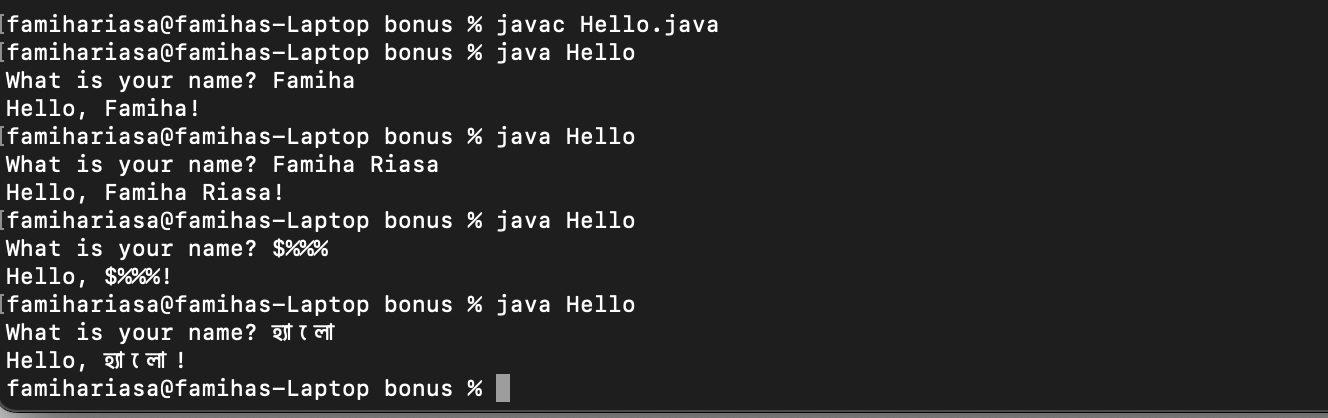 famihariasa@famihas-Laptop bonus % javac Hello.java
famihariasa@famihas-Laptop bonus % java Hello
What is your name? Famiha
Hello, Famiha!
famihariasa@famihas-Laptop bonus % java Hello
What is your name? Famiha Riasa
Hello, Famiha Riasa!
famihariasa@famihas-Laptop bonus % java Hello
What is your name? $%%%
Hello, $%%%!
famihariasa@famihas-Laptop bonus % java Hello
What is your name? হ্যালো
Hello, হ্যালো!
famihariasa@famihas-Laptop bonus %